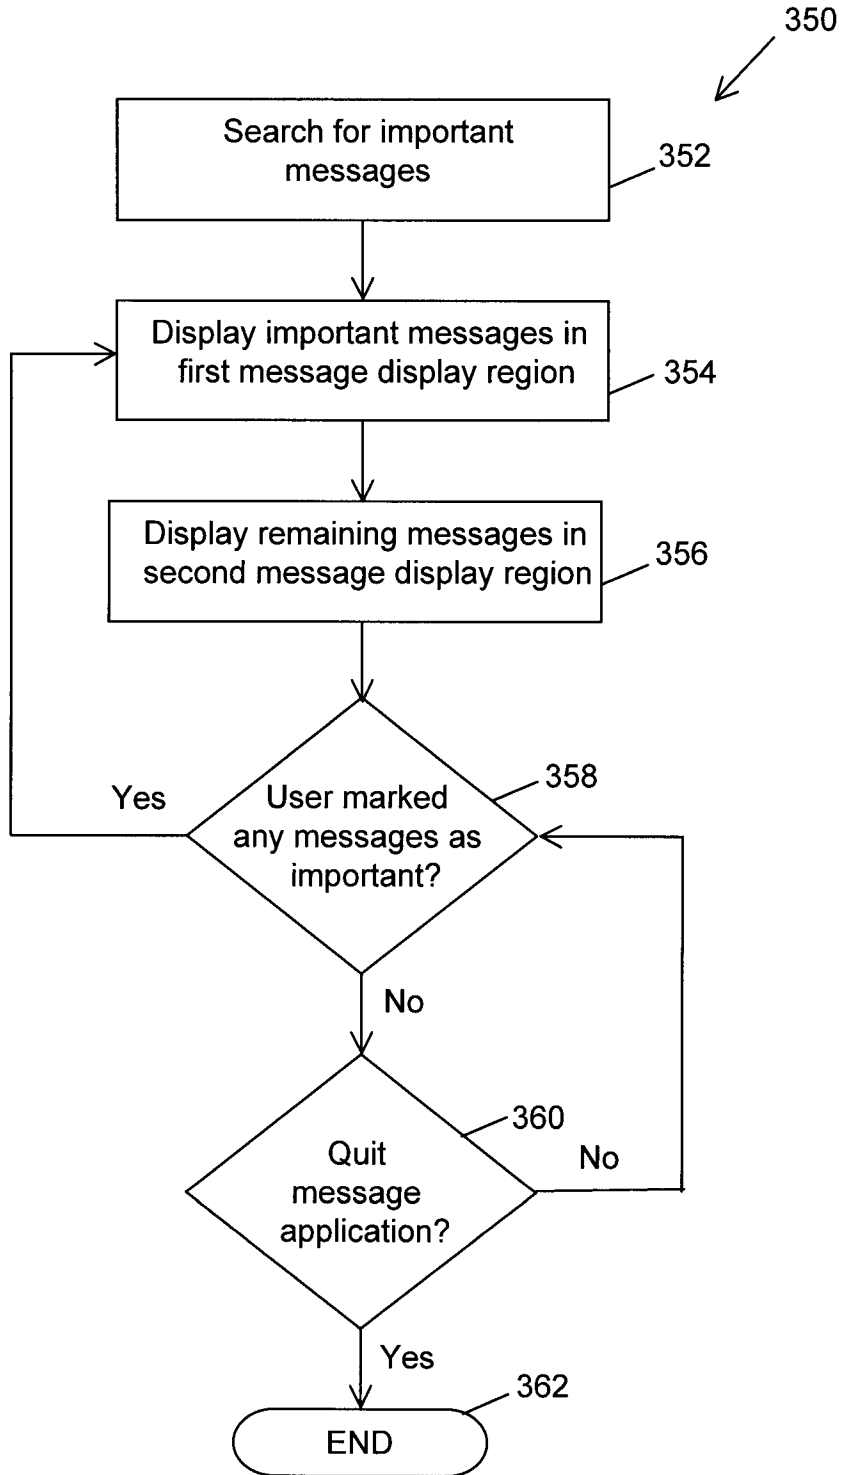 350
Search for important
messages
352
Display important messages in
first message display region
354
Display remaining messages in
second message display region
356
358
Yes
User marked
any messages as
important?
No
360
No
Quit
message
application?
Yes
362
END